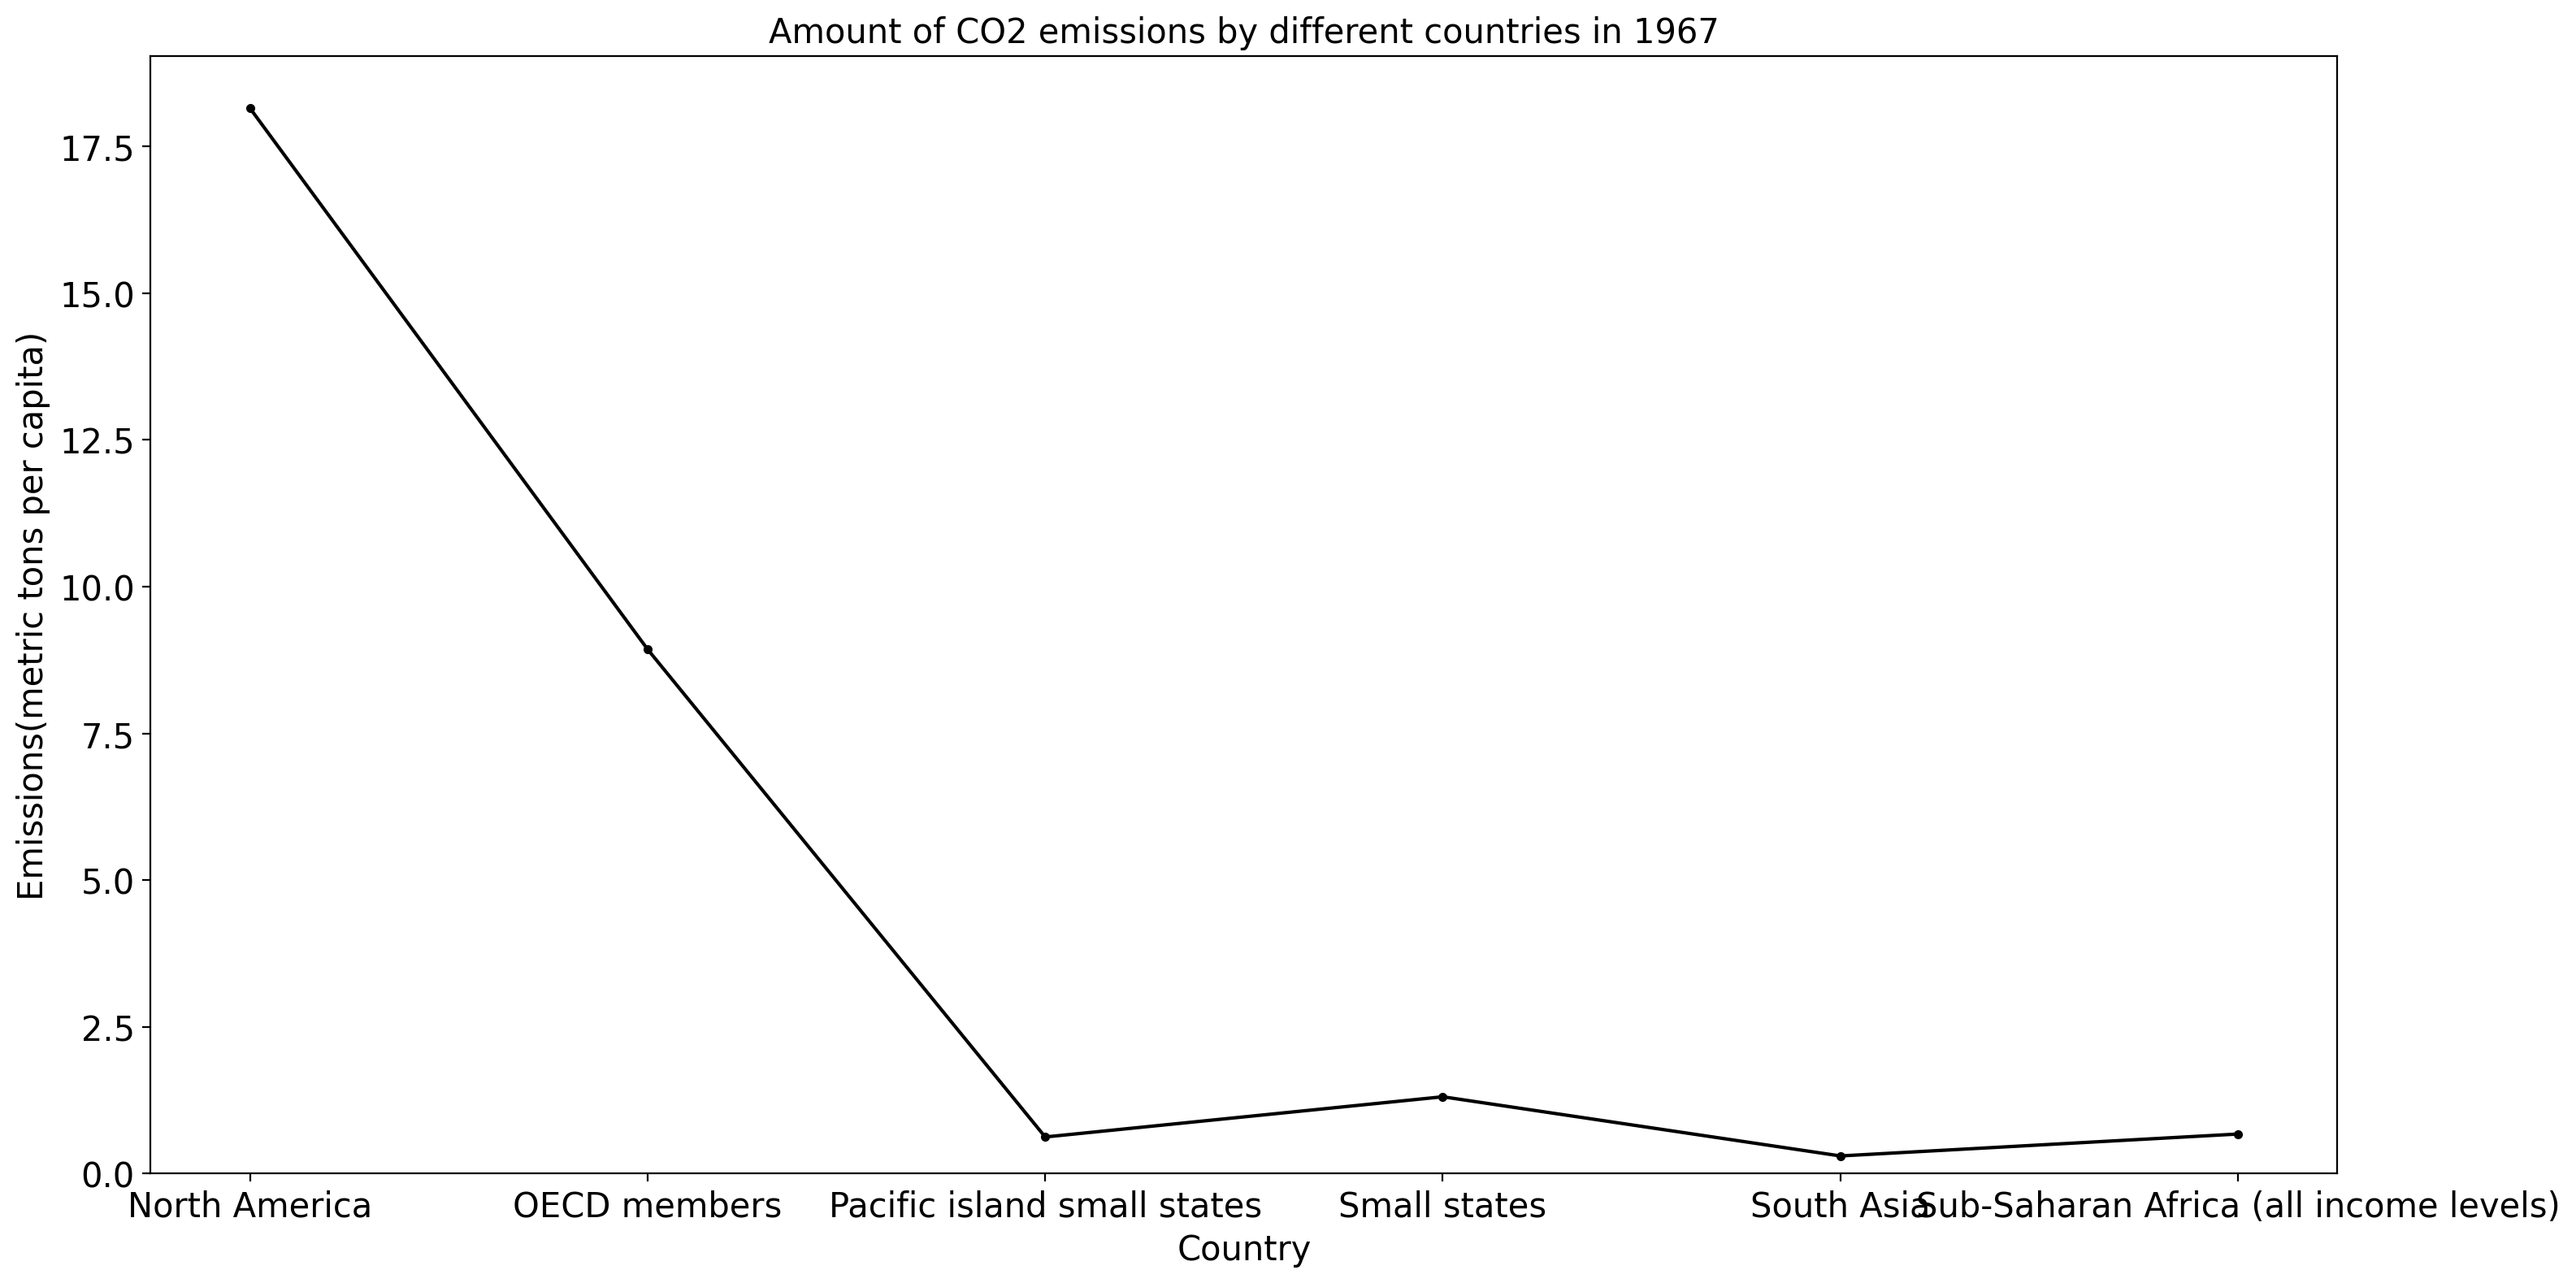 Amount of CO2 emissions by different countries in 1967
Emissions(metric tons per capita)
17.5
15.0
12.5
10.0
7.5
5.0
2.5
0.0
North America
OECD members
Pacific island small states
Small states
South Asia
Sub-Saharan Africa (all income levels)
Country